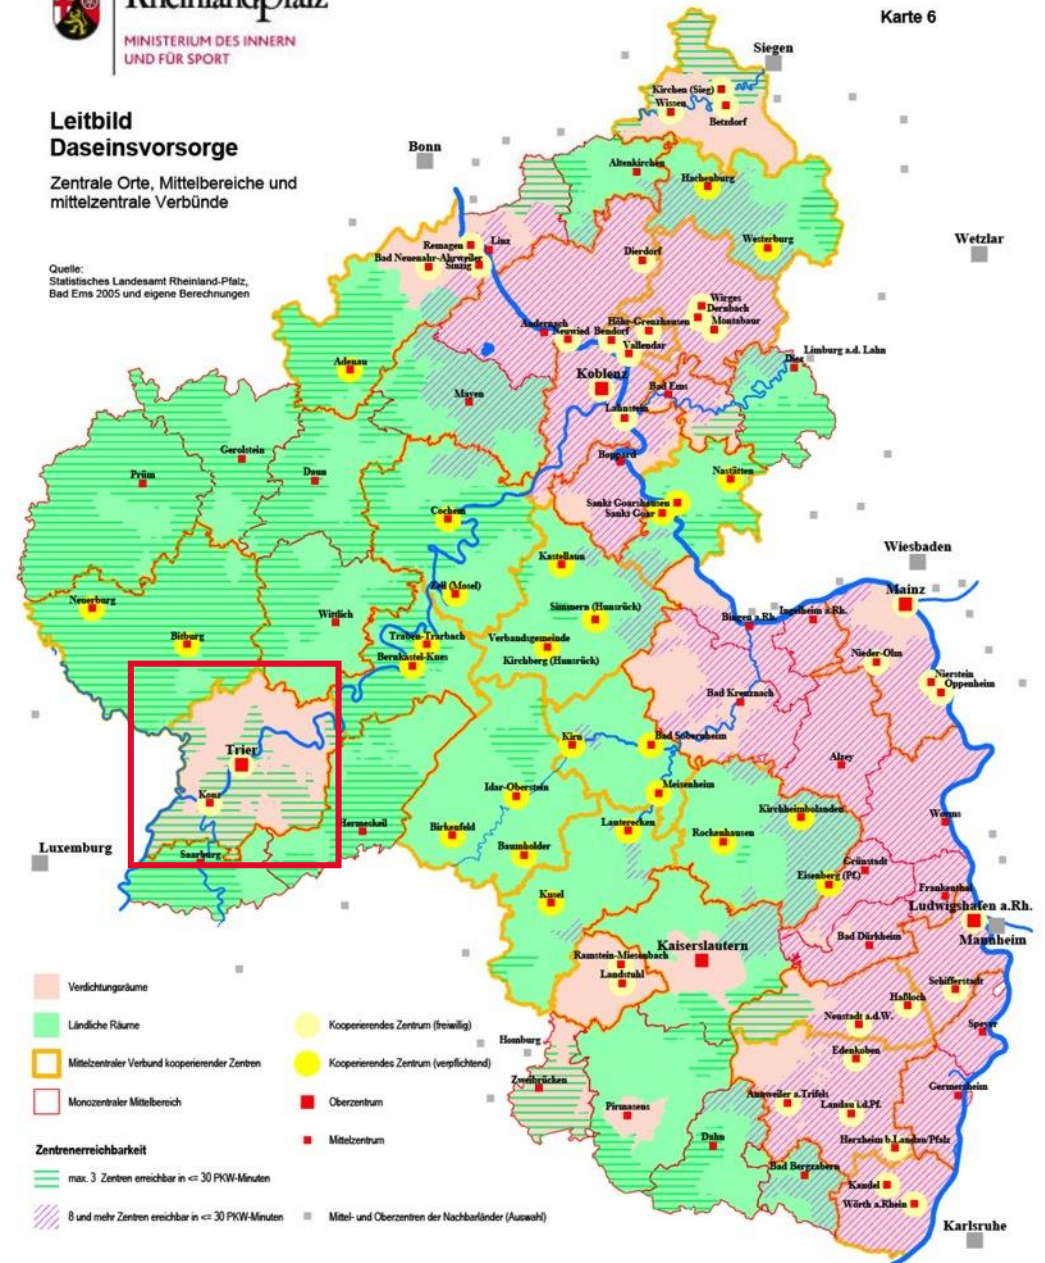 Rheinland-Pfalz
MINISTERIUM DES INNERN
UND FÜR SPORT
Karte 6
Leitbild
Daseinsvorsorge
Zentrale Orte, Mittelbereiche und
mittelzentrale Verbünde
Quelle:
Statistisches Landesamt Rheinland-Pfalz,
Bad Ems 2005 und eigene Berechnungen
Siegen
Kirchen (Sieg)
Wissen
Betzdorf
Bonn
Altenkirchen
Hachenburg
Westerburg
Wetzlar
Remagen
Linz
Bad Neuenahr-Ahrweiler
Sinzig
Dierdorf
Wirges
Dernbach
Montabaur
Höhr-Grenzhausen
Andernach
Neuwied
Bendorf
Vallendar
Limburg a.d. Lahn
Diez
Adenau
Koblenz
Bad Ems
Mayen
Lahnstein
Gerolstein
Prüm
Daun
Boppard
Nastätten
Sankt Goarshausen
Sankt Goar
Cochem
Wiesbaden
Kastellaun
Mainz
Zell (Mosel)
Neuerburg
Simmern (Hunsrück)
Wittlich
Bingen a.Rh.
Ingelheim a.Rh.
Bitburg
Traben-Trarbach
Verbandsgemeinde
Kirchberg (Hunsrück)
Bernkastel-Kues
Nieder-Olm
Nierstein
Oppenheim
Bad Kreuznach
Trier
Kirn
Bad Sobernheim
Alzey
Konz
Idar-Oberstein
Meisenheim
Kirchheimbolanden
Worms
Hermeskeil
Birkenfeld
Lauterecken
Rockenhausen
Luxemburg
Saarburg
Baumholder
Grünstadt
Eisenberg (Pf.)
Frankenthal
Kusel
Ludwigshafen a.Rh.
Mannheim
Bad Dürkheim
Kaiserslautern
Ramstein-Miesenbach
Landstuhl
Schifferstadt
Haßloch
Neustadt a.d.W.
Speyer
Homburg
Edenkoben
Zweibrücken
Germersheim
Annweiler a.Trifels
Landau i.d.Pf.
Pirmasens
Dahn
Herxheim b.Landau/Pfalz
Bad Bergzabern
Kandel
Wörth a.Rhein
Karlsruhe
Verdichtungsräume
Ländliche Räume
Mittelzentraler Verbund kooperierender Zentren
Monozentraler Mittelbereich
Kooperierendes Zentrum (freiwillig)
Kooperierendes Zentrum (verpflichtend)
Oberzentrum
Mittelzentrum
Zentrenerreichbarkeit
max. 3 Zentren erreichbar in <= 30 PKW-Minuten
8 und mehr Zentren erreichbar in <= 30 PKW-Minuten
Mittel- und Oberzentren der Nachbarländer (Auswahl)